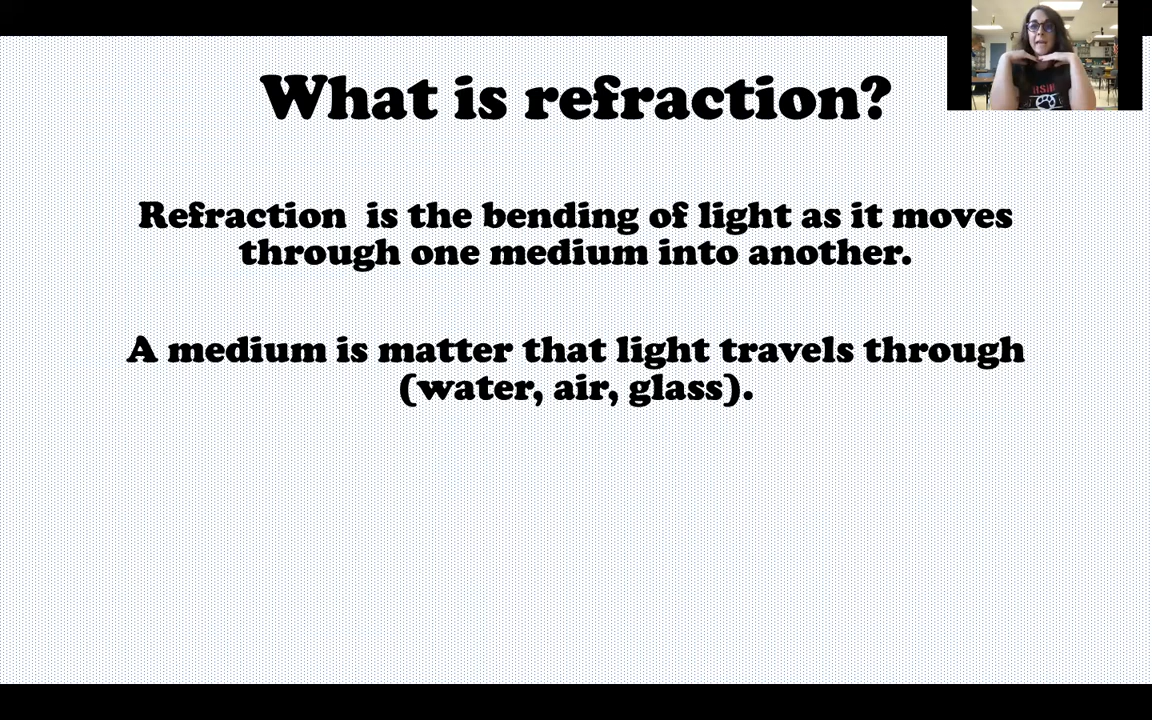 What is refraction?
Refraction  is the bending of light as it moves
through one medium into another.
A medium is matter that light travels through
(water, air, glass).